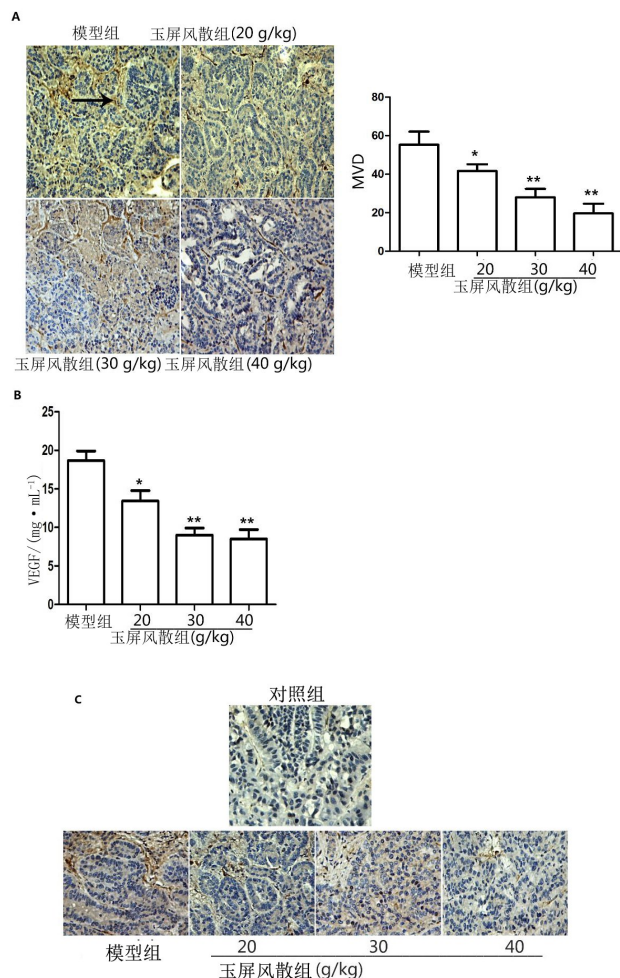 A
模型组 玉屏风散组(20 g/kg)
玉屏风散组(30 g/kg) 玉屏风散组(40 g/kg)
MVD
80
60
40
20
0
*
**
**
模型组 20 30 40
玉屏风散组(g/kg)
B
VEGF/(mg·mL⁻¹)
25
20
15
10
5
0
*
**
**
模型组 20 30 40
玉屏风散组(g/kg)
C
对照组
模型组 20 30 40
玉屏风散组(g/kg)